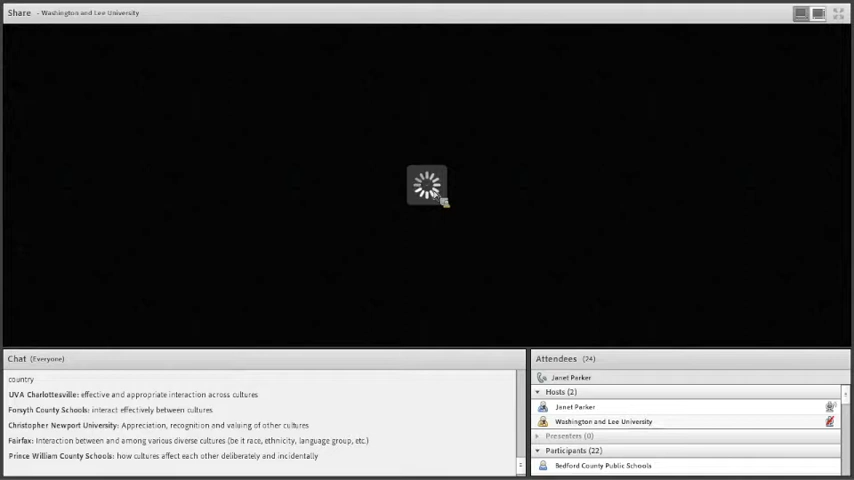 Share - Washington and Lee University
Chat (Everyone)
country
UVA Charlottesville: effective and appropriate interaction across cultures
Forsyth County Schools: interact effectively between cultures
Christopher Newport University: Appreciation, recognition and valuing of other cultures
Fairfax: Interaction between and among various diverse cultures (be it race, ethnicity, language group, etc.)
Prince William County Schools: how cultures affect each other deliberately and incidentally
Attendees (24)
Janet Parker
Hosts (2)
Janet Parker
Washington and Lee University
Presenters (0)
Participants (22)
Bedford County Public Schools